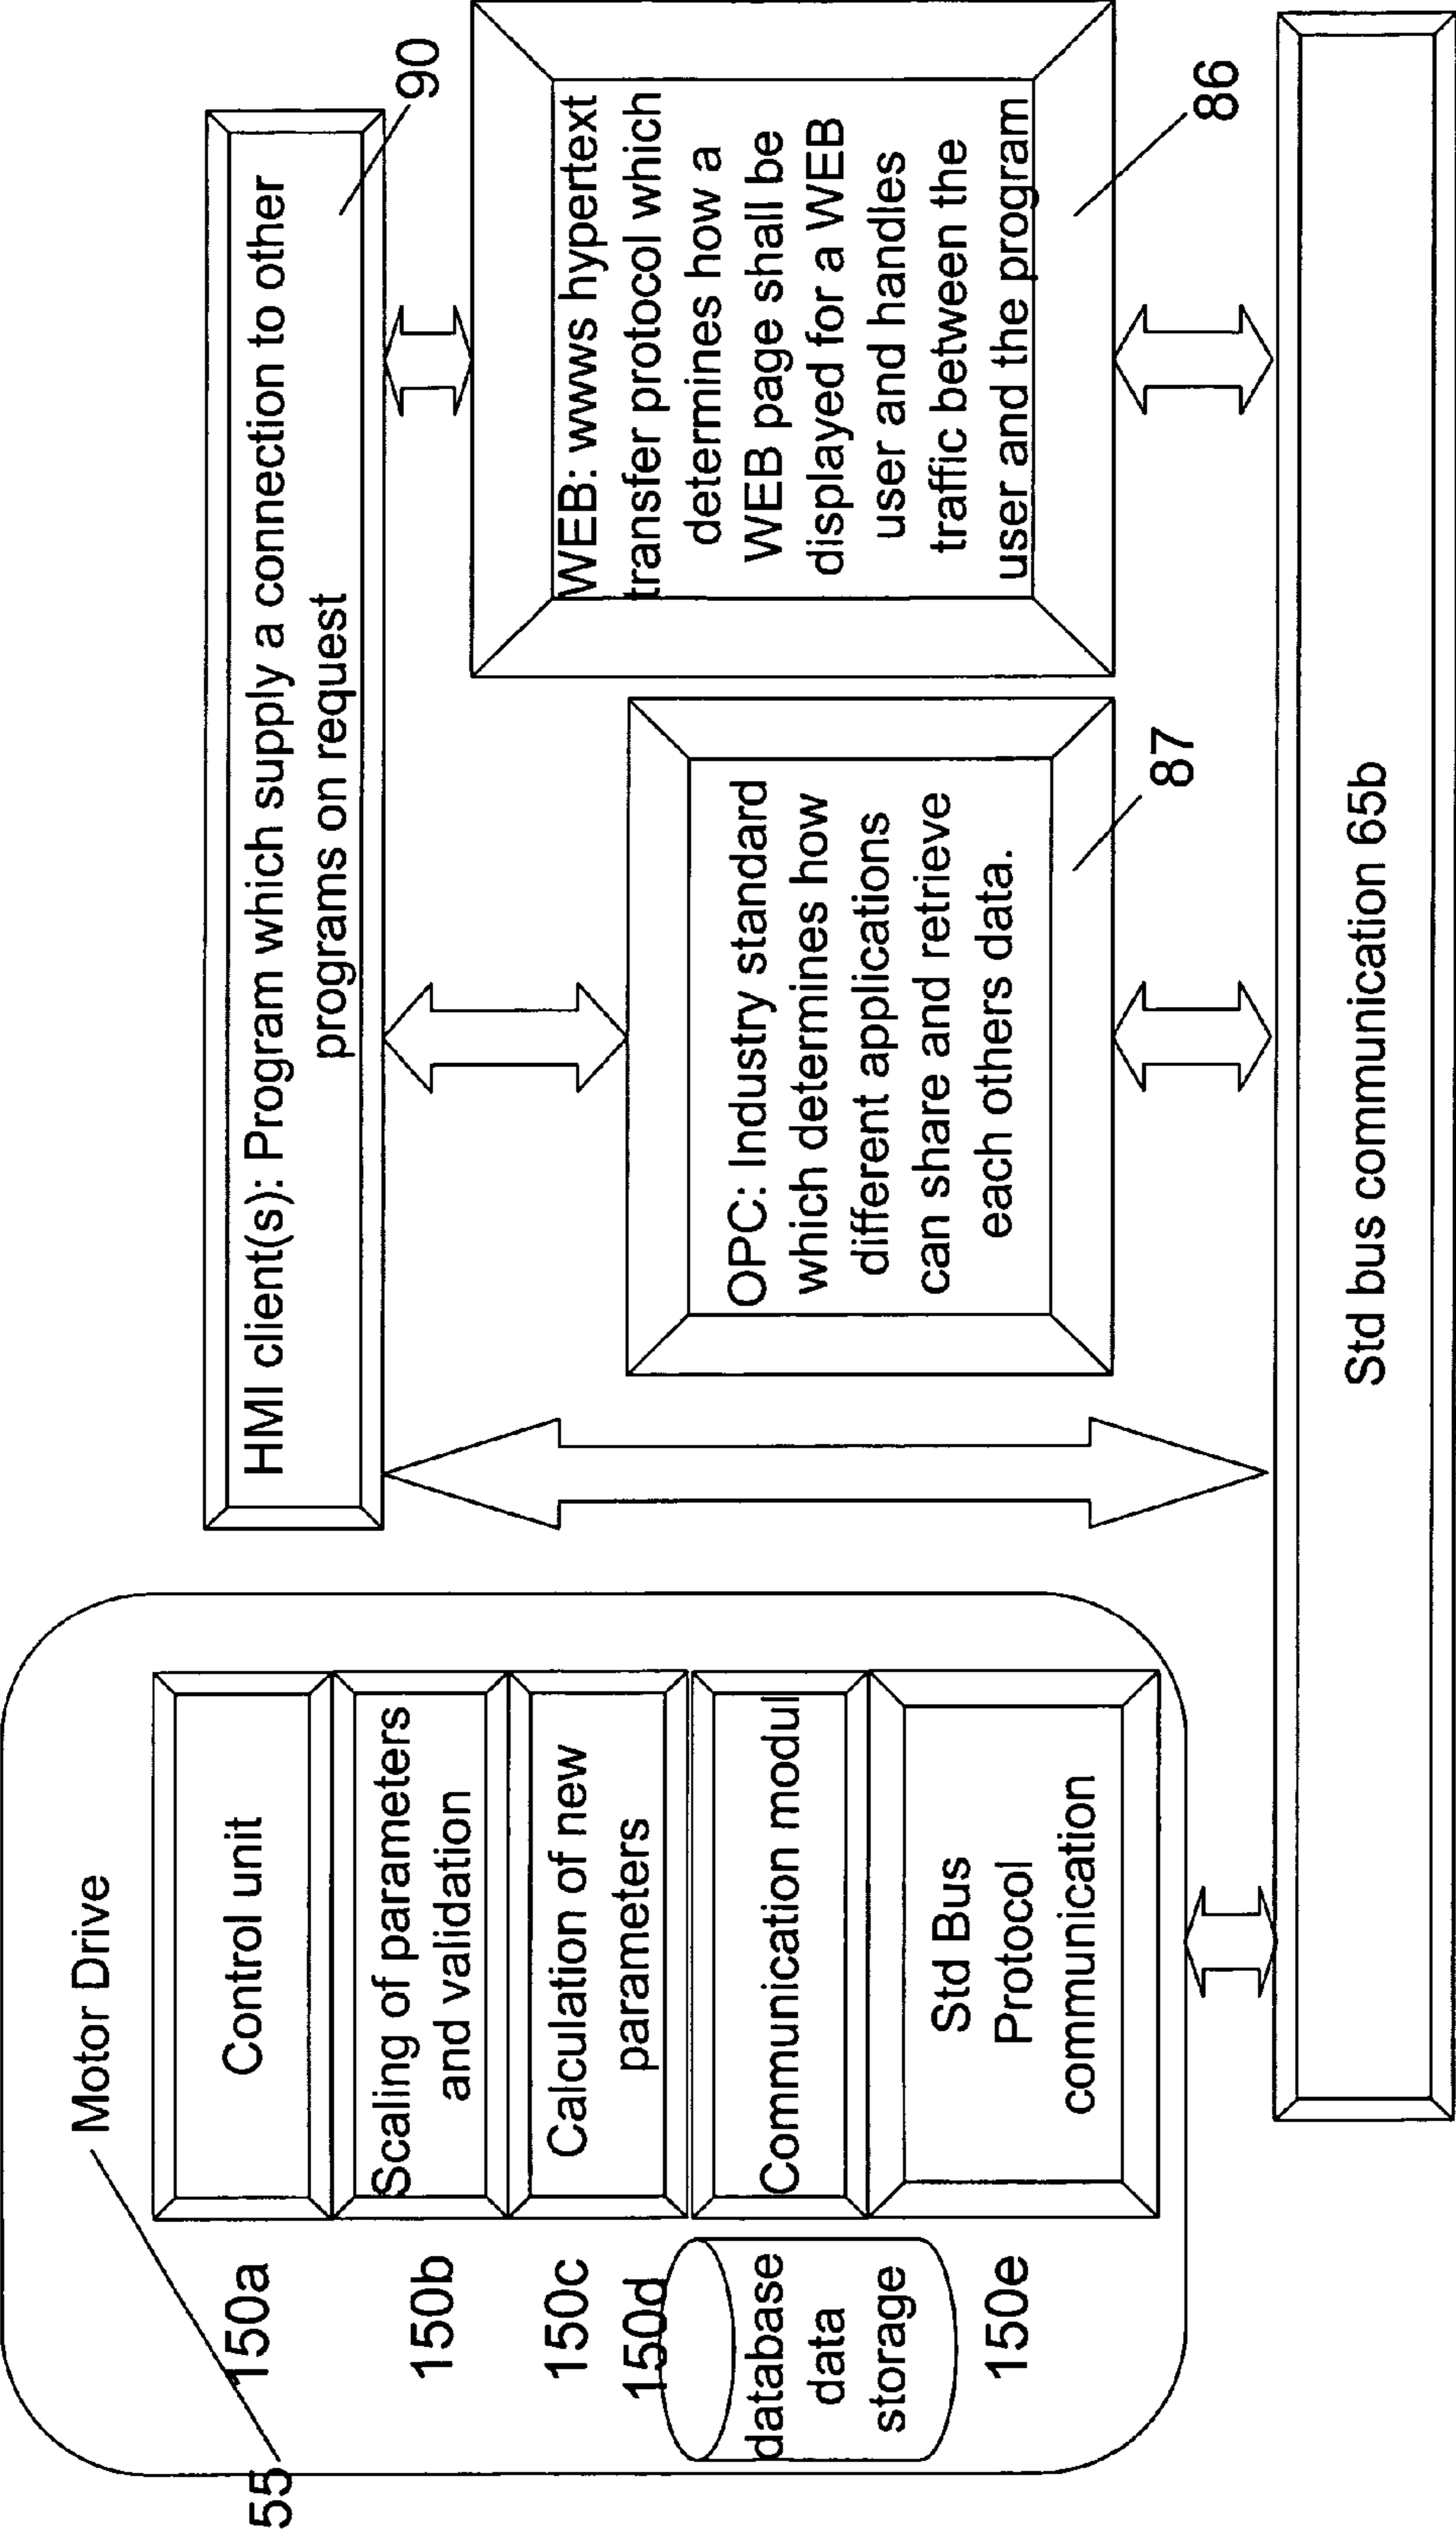 55
Motor Drive
150a
Control unit
150b
Scaling of parameters
and validation
150c
Calculation of new
parameters
150d
database
data
storage
Communication modul
150e
Std Bus
Protocol
communication
HMI client(s): Program which supply a connection to other
programs on request
90
OPC: Industry standard
which determines how
different applications
can share and retrieve
each others data.
87
WEB: wwws hypertext
transfer protocol which
determines how a
WEB page shall be
displayed for a WEB
user and handles
traffic between the
user and the program
86
Std bus communication 65b